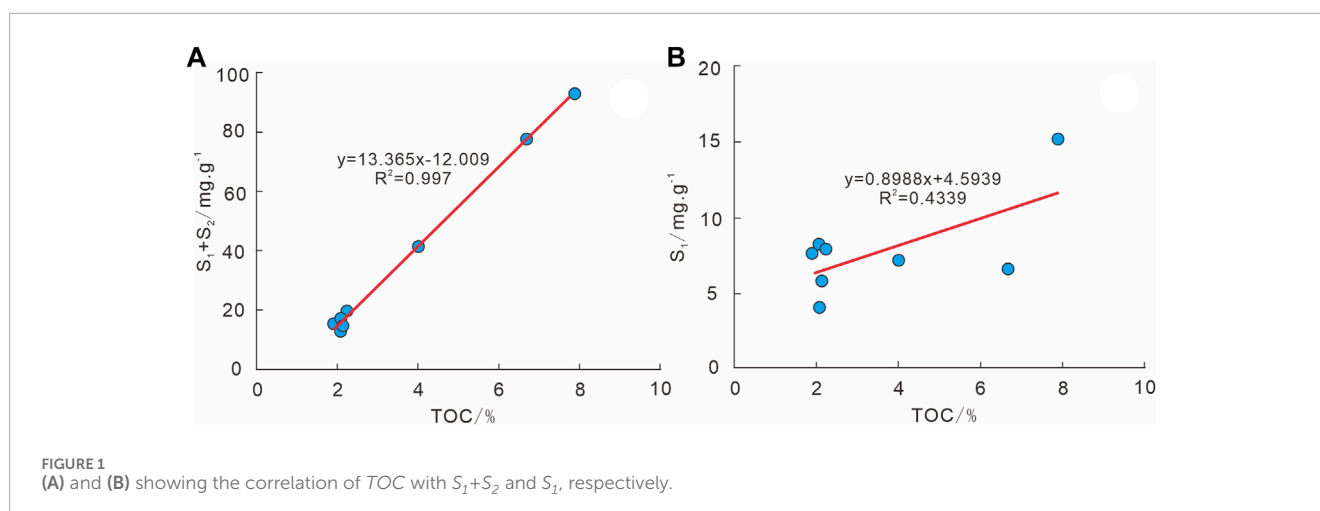 A
100
80
60
40
20
0
0 2 4 6 8 10
S₁+S₂/mg.g⁻¹
TOC/%
y=13.365x-12.009
R²=0.997
B
20
15
10
5
0
0 2 4 6 8 10
S₁/mg.g⁻¹
TOC/%
y=0.8988x+4.5939
R²=0.4339
FIGURE 1
(A) and (B) showing the correlation of TOC with S₁+S₂ and S₁, respectively.